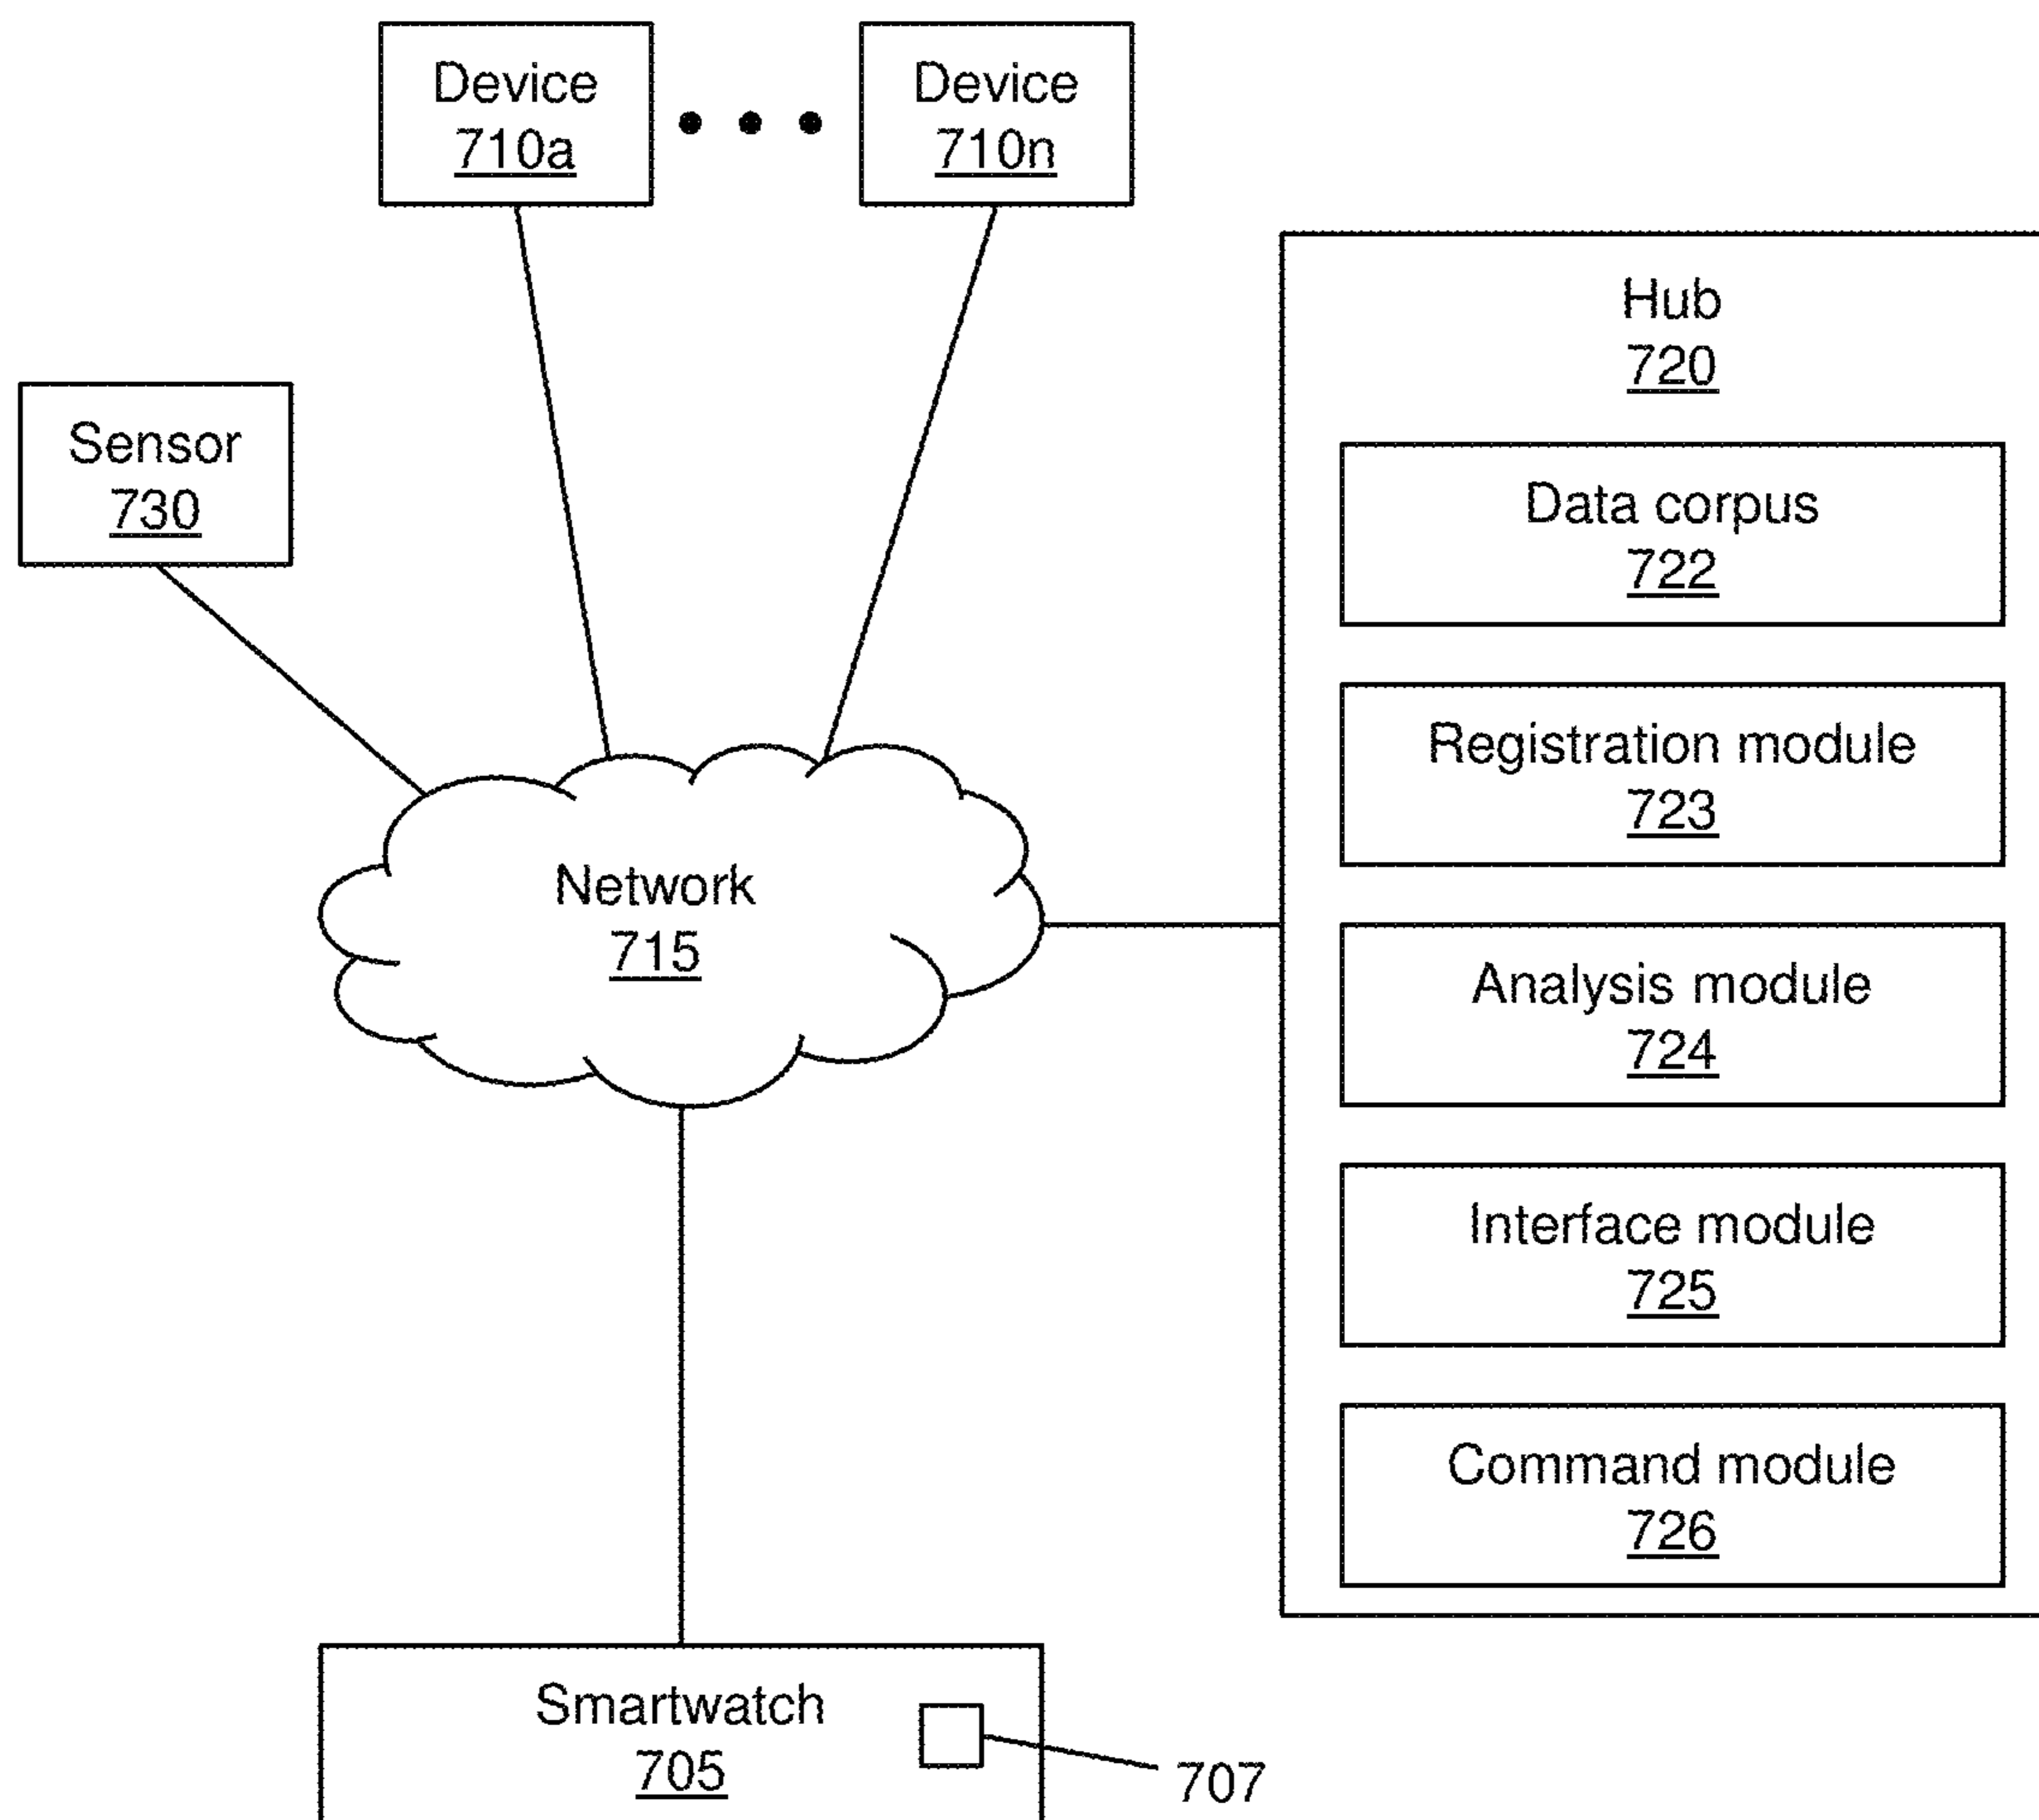 Device
710a
Device
710n
Hub
720
Sensor
730
Data corpus
722
Registration module
723
Network
715
Analysis module
724
Interface module
725
Command module
726
Smartwatch
705
707